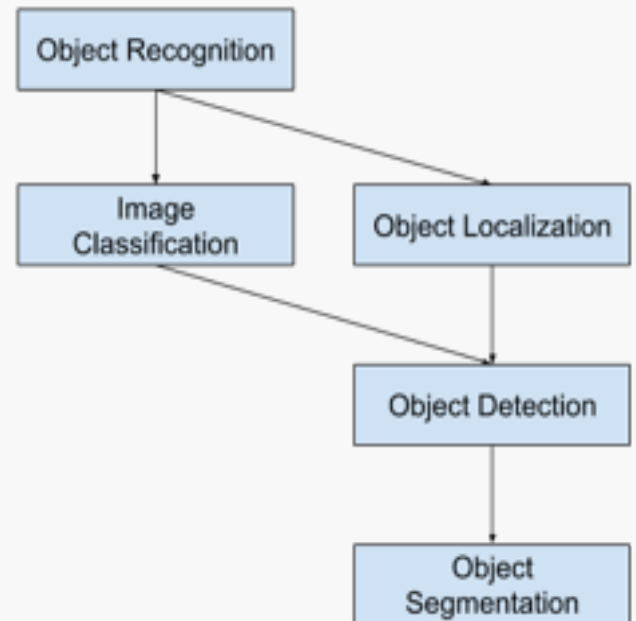 Object Recognition
Image
Classification
Object Localization
Object Detection
Object
Segmentation